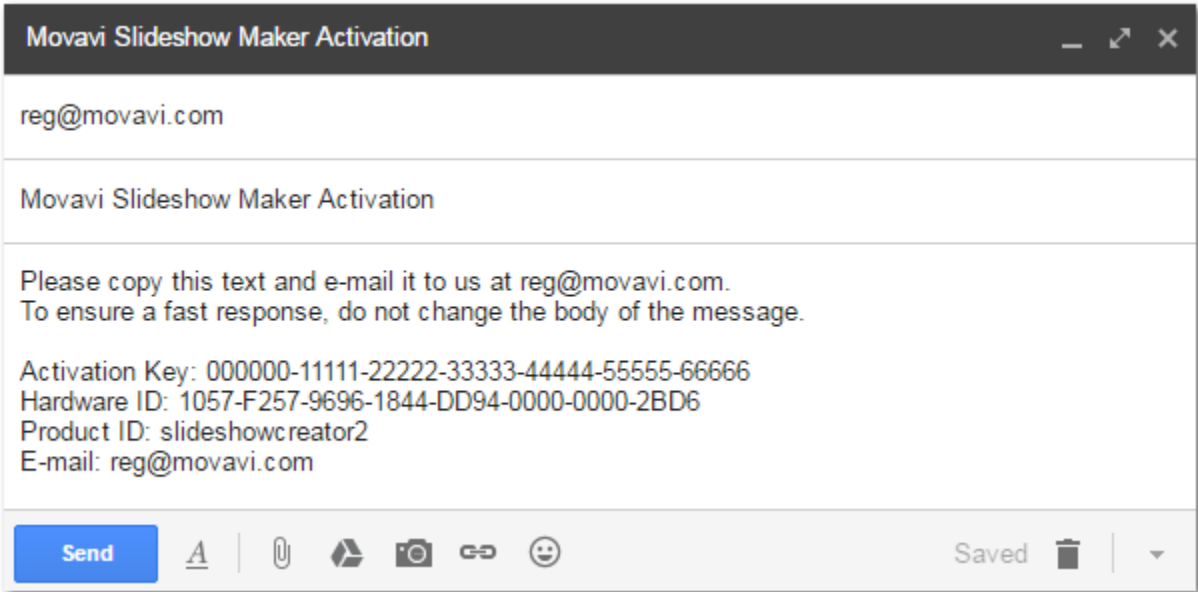 Movavi Slideshow Maker Activation
reg@movavi.com
Movavi Slideshow Maker Activation
Please copy this text and e-mail it to us at reg@movavi.com.
To ensure a fast response, do not change the body of the message.
Activation Key: 000000-11111-22222-33333-44444-55555-66666
Hardware ID: 1057-F257-9696-1844-DD94-0000-0000-2BD6
Product ID: slideshowcreator2
E-mail: reg@movavi.com
Send A Saved